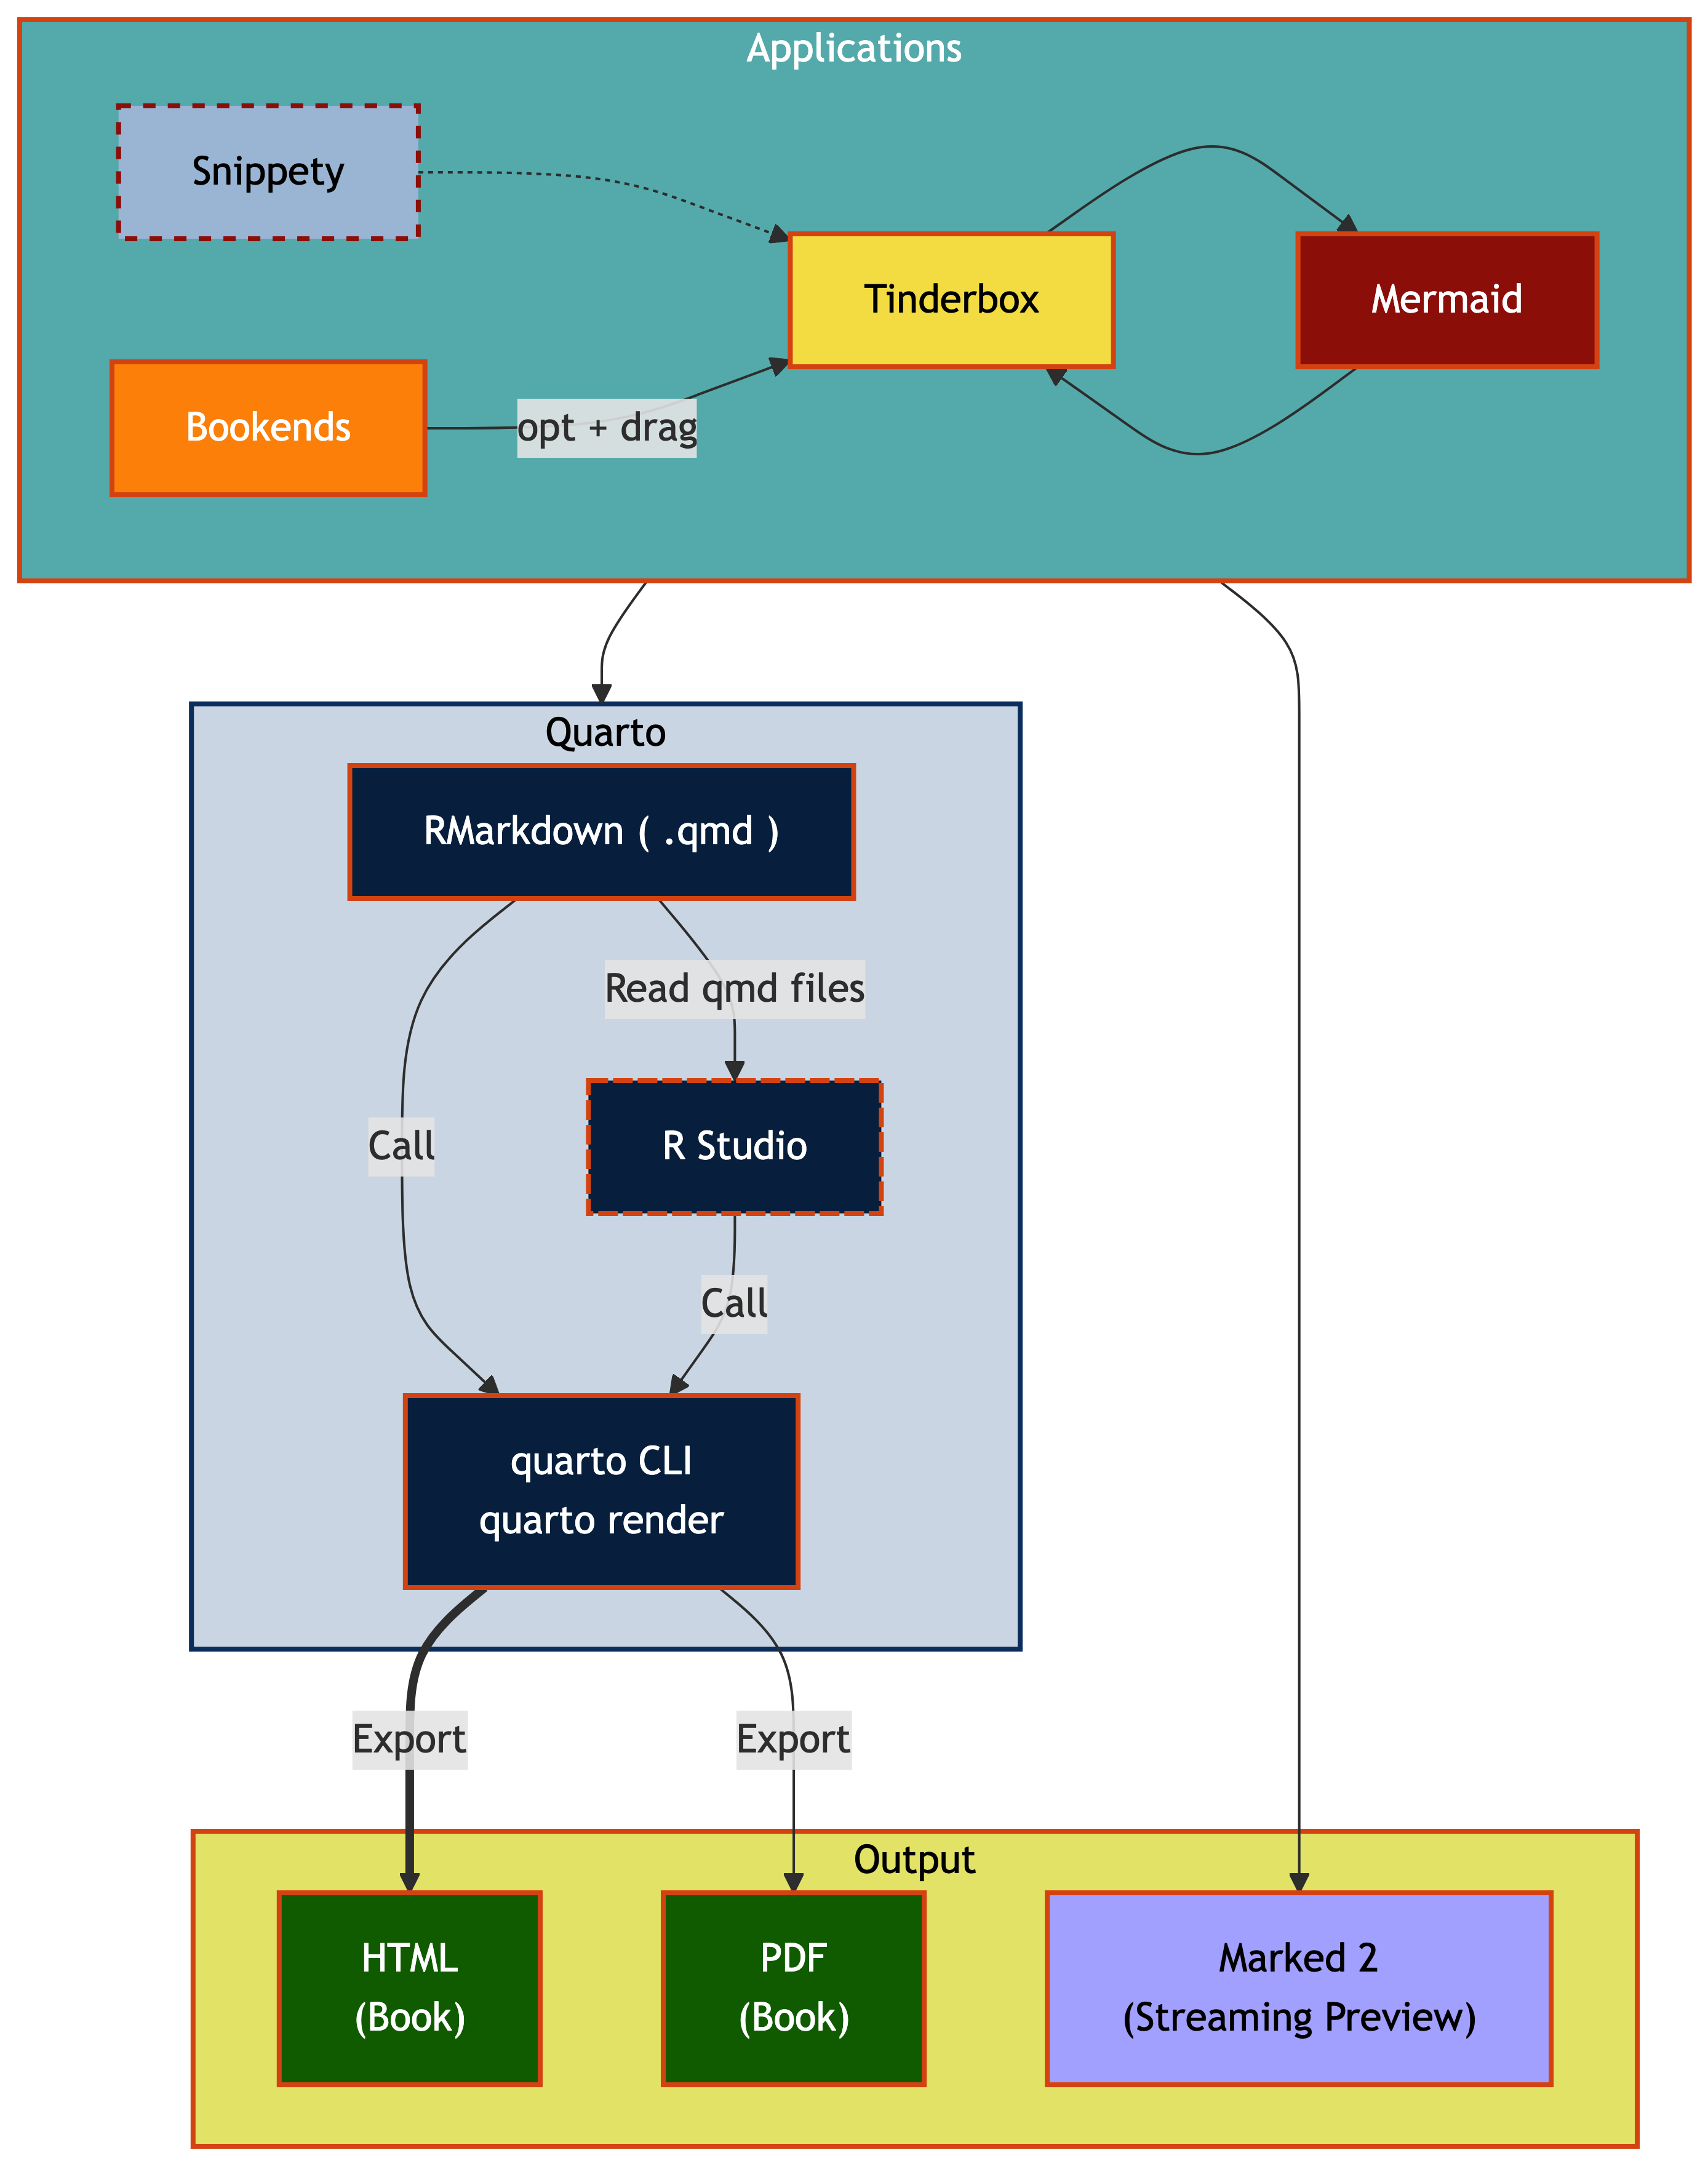 Applications
Snippety
Tinderbox
Mermaid
Bookends
opt + drag
Quarto
RMarkdown ( .qmd )
Read qmd files
Call
R Studio
Call
quarto CLI
quarto render
Export
Export
Output
HTML
(Book)
PDF
(Book)
Marked 2
(Streaming Preview)